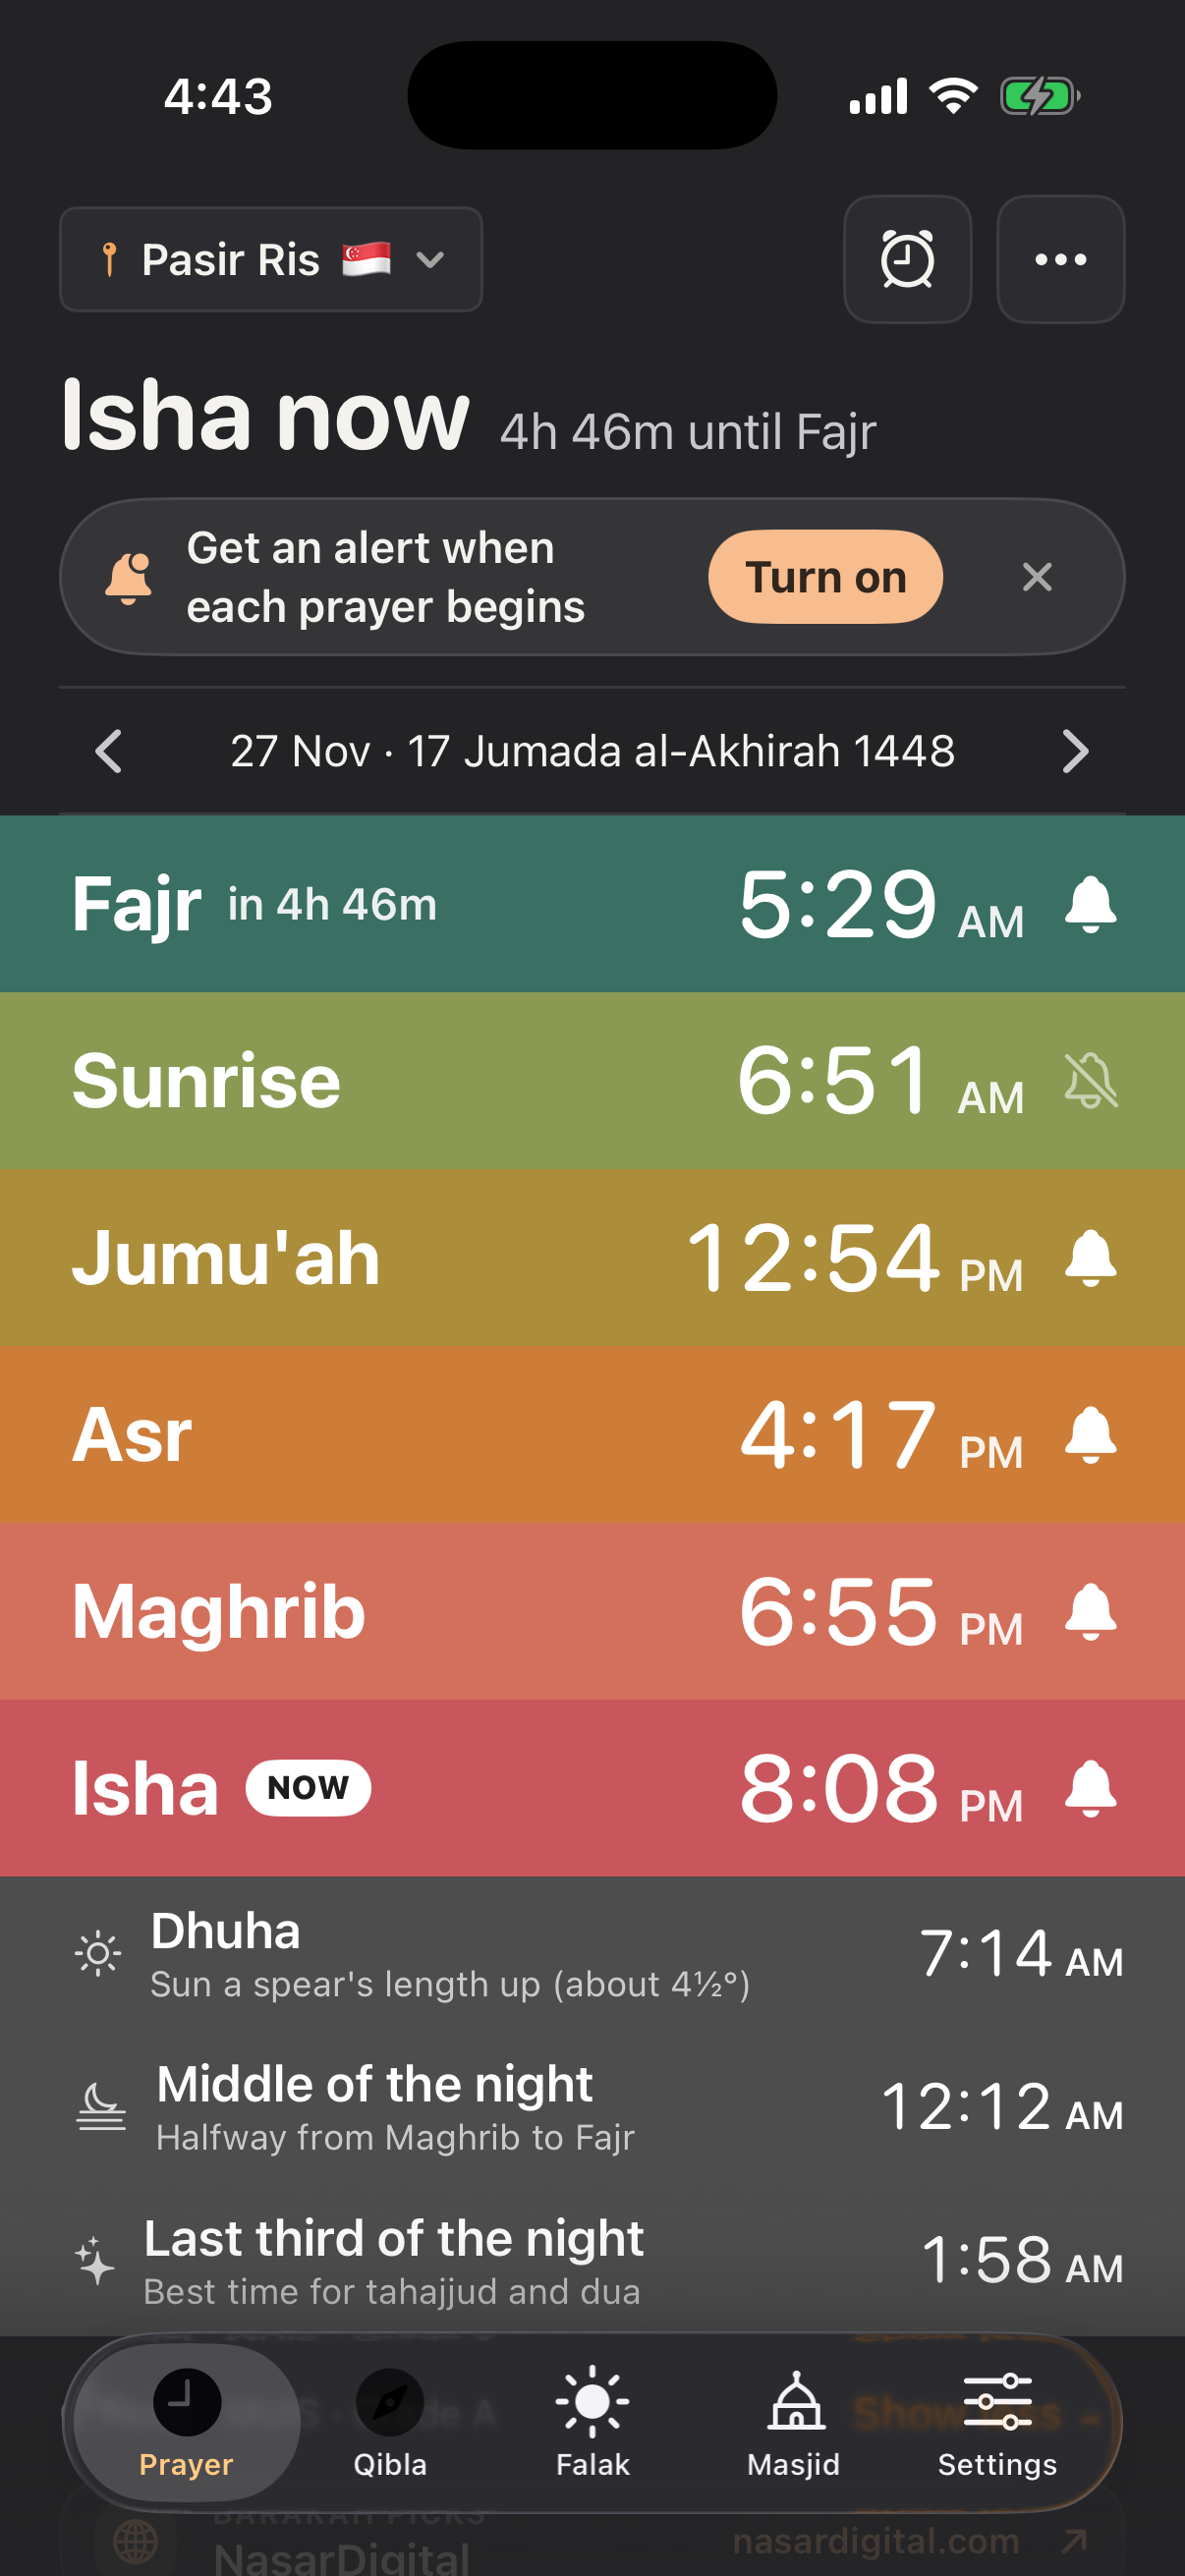 4:43
Pasir Ris
Isha now 4h 46m until Fajr
Get an alert when
each prayer begins
Turn on
27 Nov · 17 Jumada al-Akhirah 1448
Fajr in 4h 46m 5:29 AM
Sunrise 6:51 AM
Jumu'ah 12:54 PM
Asr 4:17 PM
Maghrib 6:55 PM
Isha NOW 8:08 PM
Dhuha 7:14 AM
Sun a spear's length up (about 4½°)
Middle of the night 12:12 AM
Halfway from Maghrib to Fajr
Last third of the night 1:58 AM
Best time for tahajjud and dua
Prayer Qibla Falak Masjid Settings
BARAKAH PICKS
NasarDigital nasardigital.com